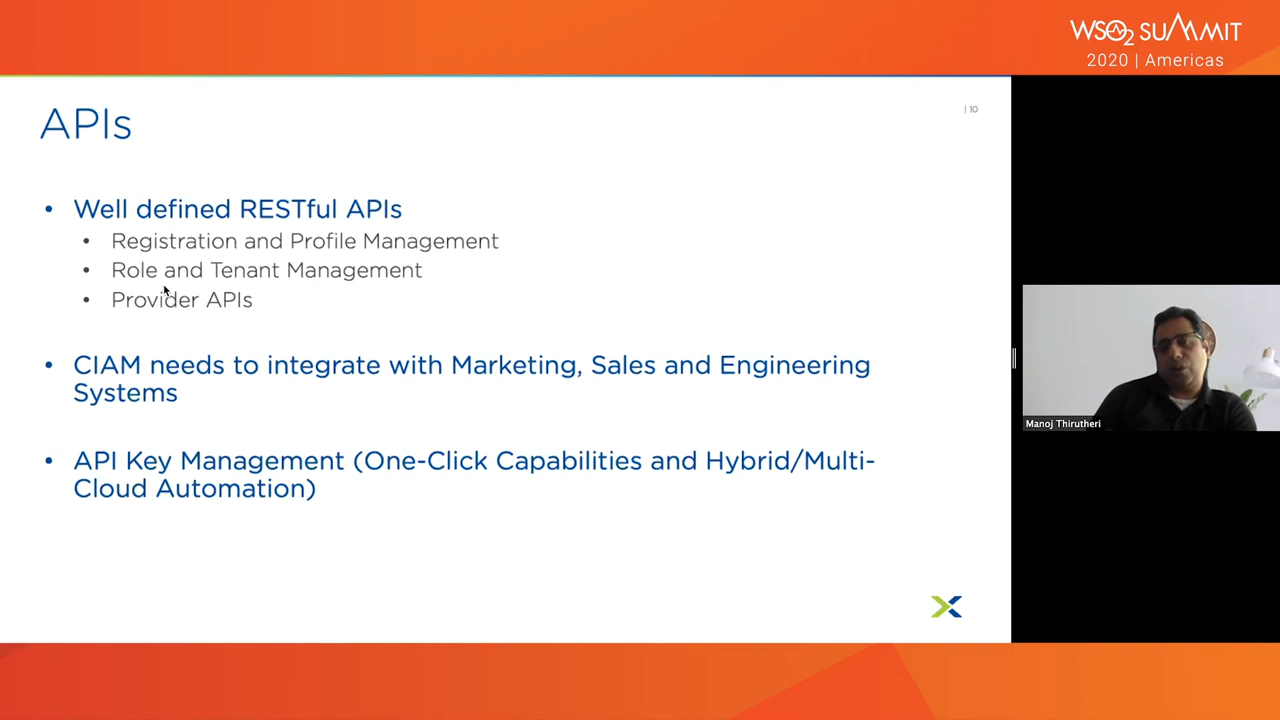 WSO2 SUMMIT
2020 | Americas
| 10
APIs
• Well defined RESTful APIs
• Registration and Profile Management
• Role and Tenant Management
• Provider APIs
• CIAM needs to integrate with Marketing, Sales and Engineering
Systems
• API Key Management (One-Click Capabilities and Hybrid/Multi-
Cloud Automation)
Manoj Thirutheri